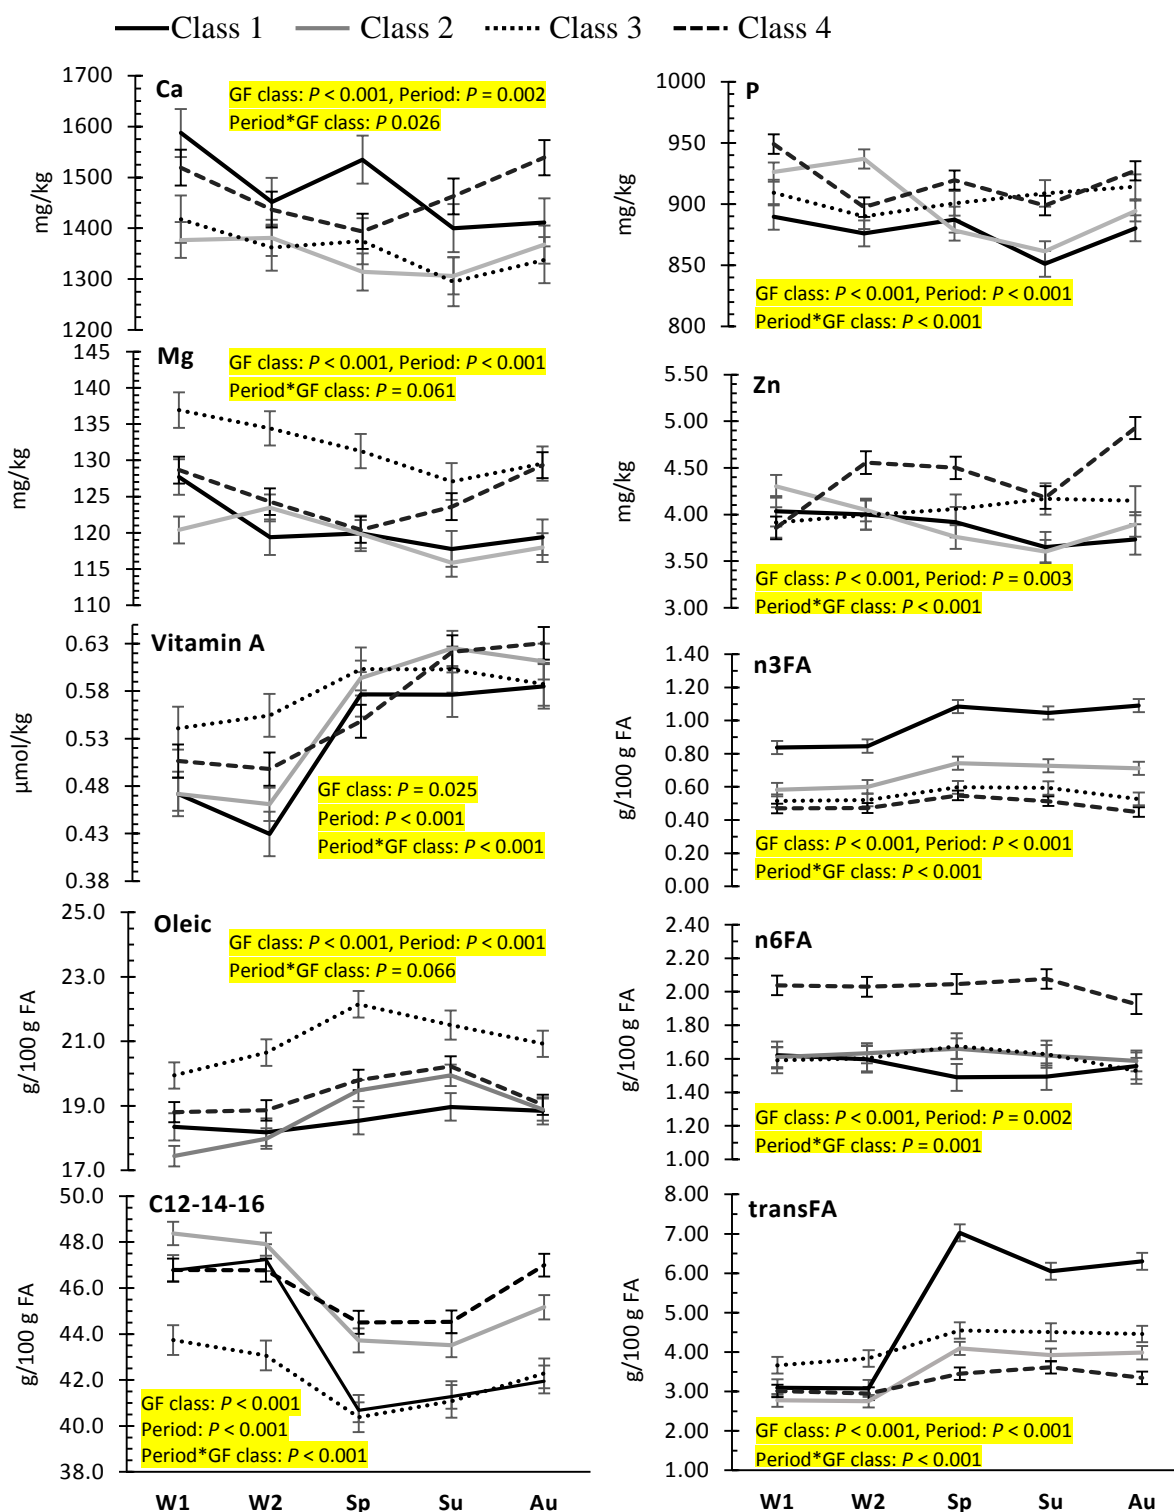 Class 1 Class 2 Class 3 Class 4
Ca
mg/kg
1700
1600
1500
1400
1300
1200
GF class: P < 0.001, Period: P = 0.002
Period*GF class: P 0.026
P
mg/kg
1000
950
900
850
800
GF class: P < 0.001, Period: P < 0.001
Period*GF class: P < 0.001
Mg
mg/kg
145
140
135
130
125
120
115
110
GF class: P < 0.001, Period: P < 0.001
Period*GF class: P = 0.061
Zn
mg/kg
5.50
5.00
4.50
4.00
3.50
3.00
GF class: P < 0.001, Period: P = 0.003
Period*GF class: P < 0.001
Vitamin A
µmol/kg
0.63
0.58
0.53
0.48
0.43
0.38
GF class: P = 0.025
Period: P < 0.001
Period*GF class: P < 0.001
n3FA
g/100 g FA
1.40
1.20
1.00
0.80
0.60
0.40
0.20
0.00
GF class: P < 0.001, Period: P < 0.001
Period*GF class: P < 0.001
Oleic
g/100 g FA
25.0
23.0
21.0
19.0
17.0
GF class: P < 0.001, Period: P < 0.001
Period*GF class: P = 0.066
n6FA
g/100 g FA
2.40
2.20
2.00
1.80
1.60
1.40
1.20
1.00
GF class: P < 0.001, Period: P = 0.002
Period*GF class: P = 0.001
C12-14-16
g/100 g FA
50.0
48.0
46.0
44.0
42.0
40.0
38.0
GF class: P < 0.001
Period: P < 0.001
Period*GF class: P < 0.001
W1 W2 Sp Su Au
transFA
g/100 g FA
8.00
7.00
6.00
5.00
4.00
3.00
2.00
1.00
GF class: P < 0.001, Period: P < 0.001
Period*GF class: P < 0.001
W1 W2 Sp Su Au